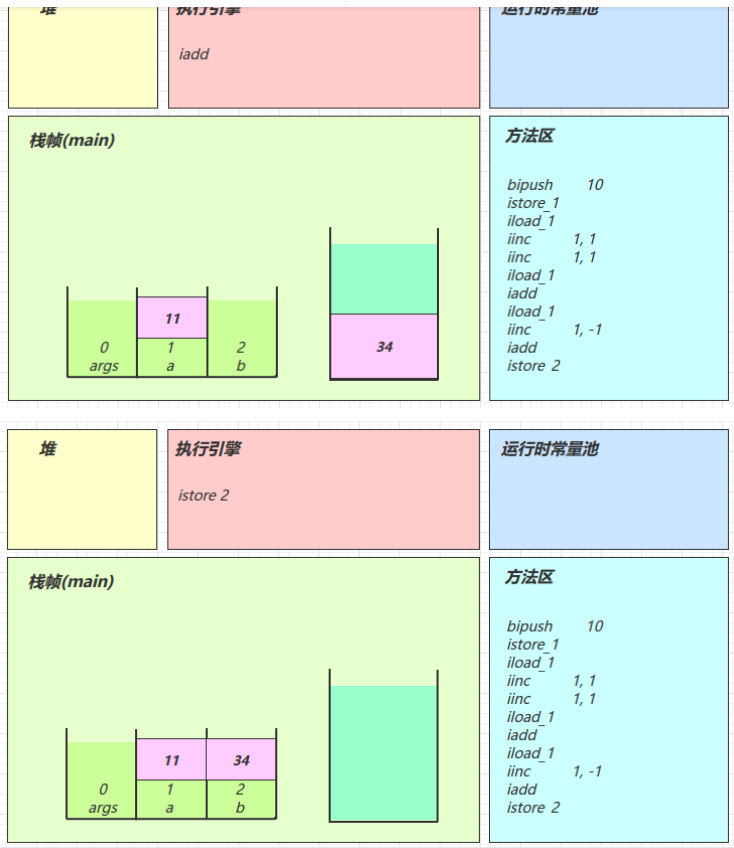 堆
执行引擎
运行时常量池
iadd
栈帧(main)
方法区
bipush 10
istore_1
iload_1
iinc 1, 1
iinc 1, 1
iload_1
iadd
iload_1
iinc 1, -1
iadd
istore 2
11
34
0
1
2
args
a
b
堆
执行引擎
运行时常量池
istore 2
栈帧(main)
方法区
bipush 10
istore_1
iload_1
iinc 1, 1
iinc 1, 1
iload_1
iadd
iload_1
iinc 1, -1
iadd
istore 2
11
34
0
1
2
args
a
b